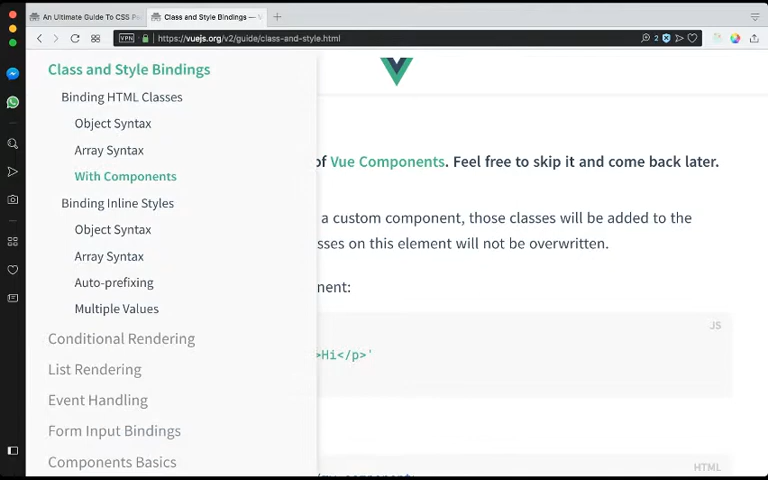 An Ultimate Guide To CSS
Class and Style Bindings —
VPN
https://vuejs.org/v2/guide/class-and-style.html
2
Class and Style Bindings
Binding HTML Classes
Object Syntax
Array Syntax
With Components
Binding Inline Styles
Object Syntax
Array Syntax
Auto-prefixing
Multiple Values
Conditional Rendering
List Rendering
Event Handling
Form Input Bindings
Components Basics
of Vue Components. Feel free to skip it and come back later.
a custom component, those classes will be added to the
sses on this element will not be overwritten.
nent:
JS
>Hi</p>'
HTML